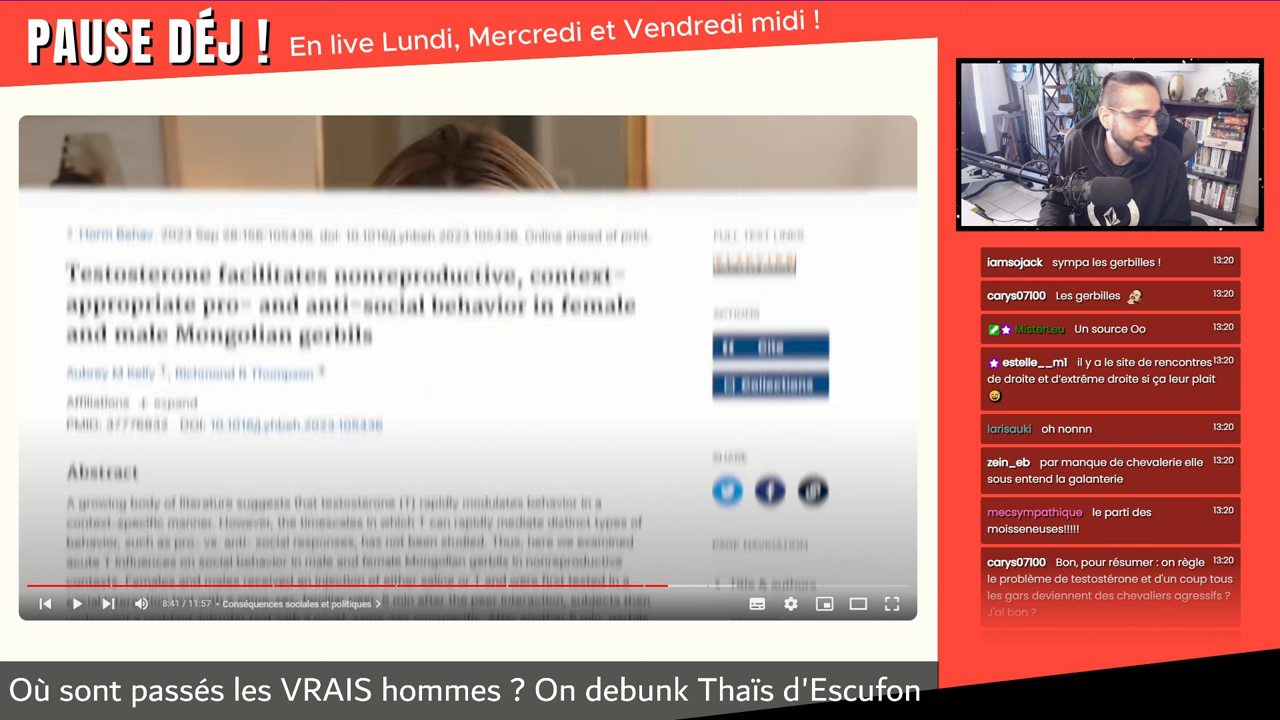 PAUSE DÉJ !
En live Lundi, Mercredi et Vendredi midi !
Horm Behav. 2023 Sep 28:156:105436. doi: 10.1016/j.yhbeh.2023.105436. Online ahead of print.
Testosterone facilitates nonreproductive, context-
appropriate pro- and anti-social behavior in female
and male Mongolian gerbils
Aubrey M Kelly 1, Richmond R Thompson
Affiliations + expand
PMID: 37776832 DOI: 10.1016/j.yhbeh.2023.105436
Abstract
A growing body of literature suggests that testosterone (T) rapidly modulates behavior in a
context-specific manner. However, the timescales in which T can rapidly mediate distinct types of
behavior, such as pro- vs. anti- social responses, has not been studied. Thus, here we examined
acute T influences on social behavior in male and female Mongolian gerbils in nonreproductive
contexts. Females and males received an injection of either saline or T and were first tested in a
FULL TEXT LINKS
ACTIONS
Cite
Collections
SHARE
PAGE NAVIGATION
Title & authors
8:41 / 11:57 • Conséquences sociales et politiques
iamsojack sympa les gerbilles ! 13:20
carys07100 Les gerbilles 13:20
MisterLeu Un source Oo 13:20
estelle__m1 il y a le site de rencontres 13:20
de droite et d'extrême droite si ça leur plait
😅
larisauki oh nonnn 13:20
zein_eb par manque de chevalerie elle 13:20
sous entend la galanterie
mecsympathique le parti des 13:20
moisseneuses!!!!!
carys07100 Bon, pour résumer : on règle 13:20
le problème de testostérone et d'un coup tous
les gars deviennent des chevaliers agressifs ?
J'ai bon ?
Où sont passés les VRAIS hommes ? On debunk Thaïs d'Escufon